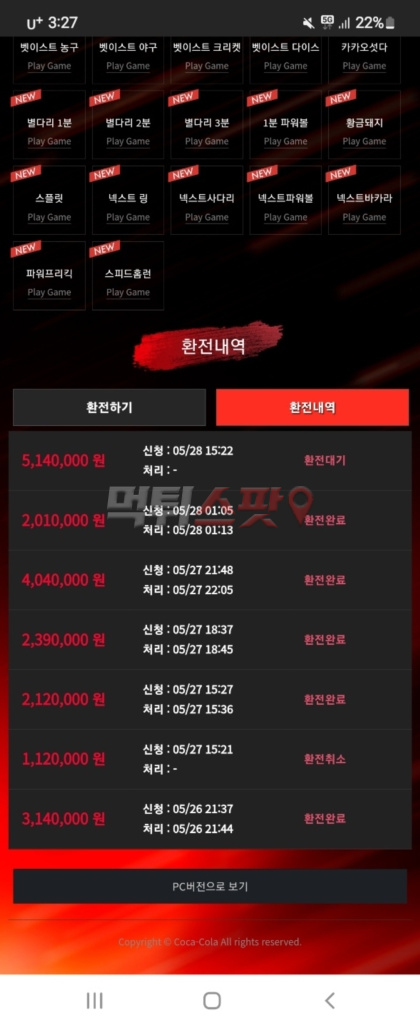 U+ 3:27 5G 22%
벳이스트 농구 벳이스트 야구 벳이스트 크리켓 벳이스트 다이스 카카오섯다
Play Game Play Game Play Game Play Game Play Game
NEW NEW NEW NEW NEW
별다리 1분 별다리 2분 별다리 3분 1분 파워볼 황금돼지
Play Game Play Game Play Game Play Game Play Game
NEW NEW NEW NEW NEW
스플릿 넥스트 링 넥스트사다리 넥스트파워볼 넥스트바카라
Play Game Play Game Play Game Play Game Play Game
NEW NEW
파워프리킥 스피드홈런
Play Game Play Game
환전내역
환전하기 환전내역
5,140,000 원 신청 : 05/28 15:22 환전대기
처리 : -
먹튀스팟
2,010,000 원 신청 : 05/28 01:05 환전완료
처리 : 05/28 01:13
4,040,000 원 신청 : 05/27 21:48 환전완료
처리 : 05/27 22:05
2,390,000 원 신청 : 05/27 18:37 환전완료
처리 : 05/27 18:45
2,120,000 원 신청 : 05/27 15:27 환전완료
처리 : 05/27 15:36
1,120,000 원 신청 : 05/27 15:21 환전취소
처리 : -
3,140,000 원 신청 : 05/26 21:37 환전완료
처리 : 05/26 21:44
PC버전으로 보기
Copyright © Coca-Cola All rights reserved.